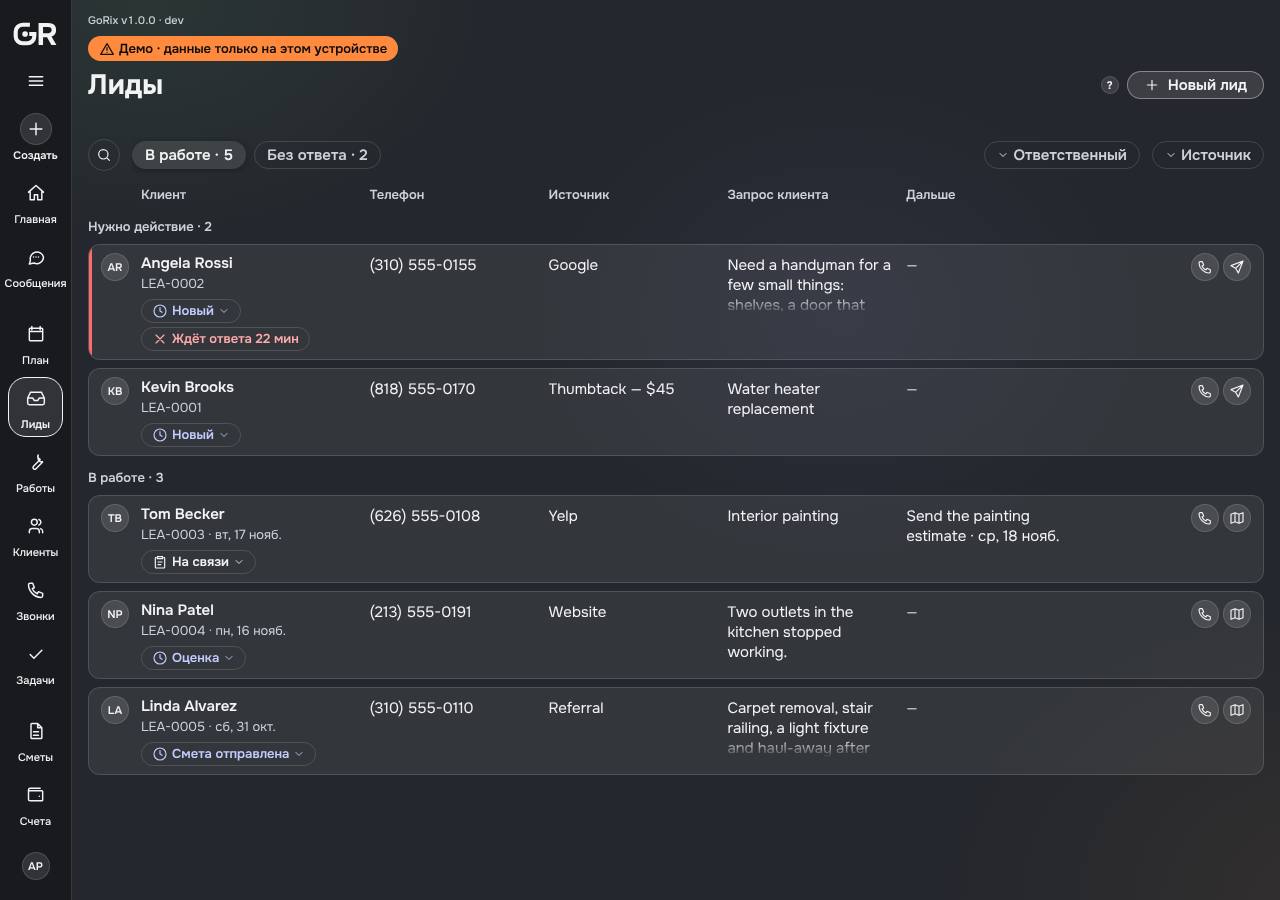 GR
GoRix v1.0.0 · dev
Демо · данные только на этом устройстве
Лиды
?
Новый лид
Создать
Главная
Сообщения
План
Лиды
Работы
Клиенты
Звонки
Задачи
Сметы
Счета
AP
В работе · 5
Без ответа · 2
Ответственный
Источник
Клиент
Телефон
Источник
Запрос клиента
Дальше
Нужно действие · 2
AR
Angela Rossi
LEA-0002
Новый
Ждёт ответа 22 мин
(310) 555-0155
Google
Need a handyman for a
few small things:
shelves, a door that
—
KB
Kevin Brooks
LEA-0001
Новый
(818) 555-0170
Thumbtack — $45
Water heater
replacement
—
В работе · 3
TB
Tom Becker
LEA-0003 · вт, 17 нояб.
На связи
(626) 555-0108
Yelp
Interior painting
Send the painting
estimate · ср, 18 нояб.
NP
Nina Patel
LEA-0004 · пн, 16 нояб.
Оценка
(213) 555-0191
Website
Two outlets in the
kitchen stopped
working.
—
LA
Linda Alvarez
LEA-0005 · сб, 31 окт.
Смета отправлена
(310) 555-0110
Referral
Carpet removal, stair
railing, a light fixture
and haul-away after
—